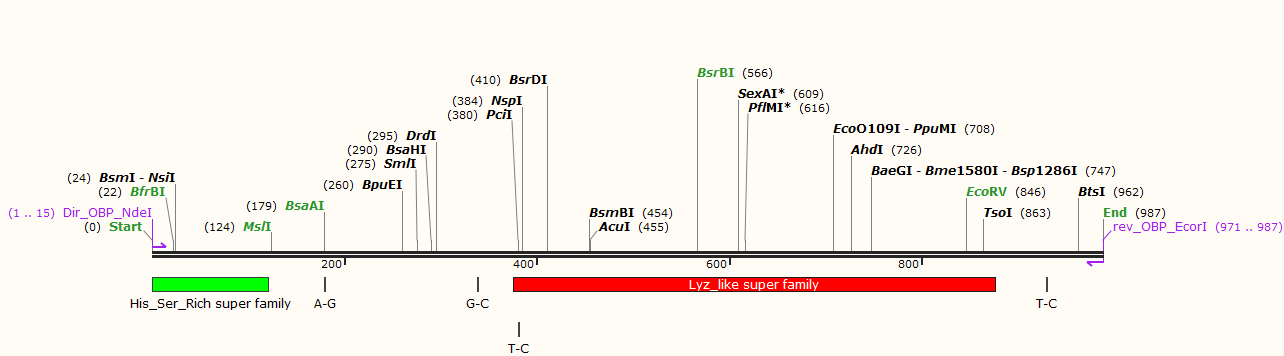 (410) BsrDI
BsrBI (566)
(384) NspI
SexAI* (609)
(380) PciI
PflMI* (616)
(295) DrdI
EcoO109I - PpuMI (708)
(290) BsaHI
AhdI (726)
(275) SmlI
(24) BsmI - NsiI
BaeGI - Bme1580I - Bsp1286I (747)
(260) BpuEI
(22) BfrBI
EcoRV (846)
BtsI (962)
(179) BsaAI
(1 .. 15) Dir_OBP_NdeI
BsmBI (454)
TsoI (863)
End (987)
(0) Start
(124) MslI
AcuI (455)
rev_OBP_EcorI (971 .. 987)
200
400
600
800
Lyz_like super family
His_Ser_Rich super family
A-G
G-C
T-C
T-C